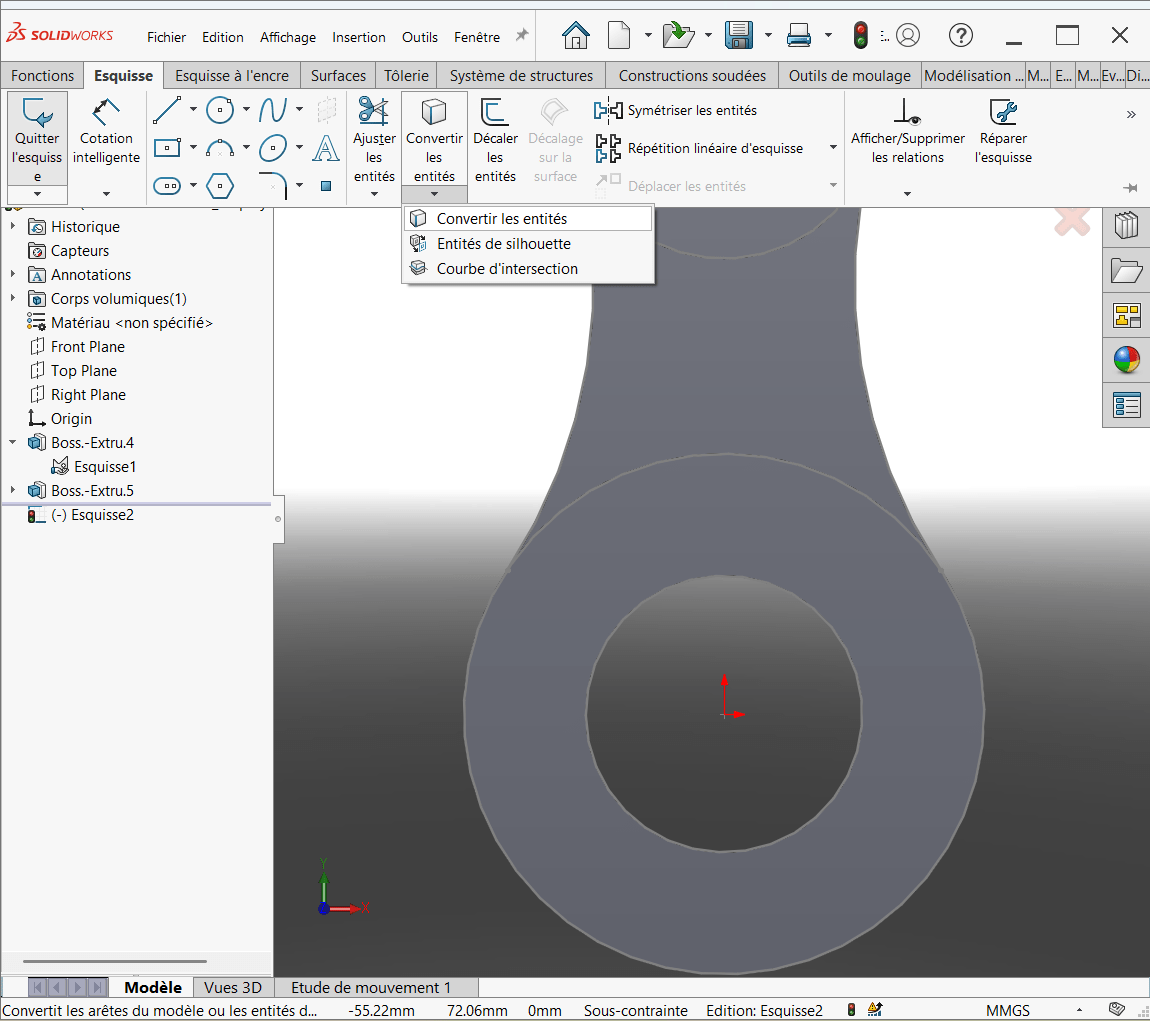 SOLIDWORKS
Fichier Edition Affichage Insertion Outils Fenêtre
Fonctions Esquisse Esquisse à l'encre Surfaces Tôlerie Système de structures Constructions soudées Outils de moulage Modélisation ... M... E... M... Ev... Di...
Quitter
l'esquiss
e
Cotation
intelligente
Ajuster
les
entités
Convertir
les
entités
Décaler
les
entités
Décalage
sur la
surface
Symétriser les entités
Répétition linéaire d'esquisse
Déplacer les entités
Afficher/Supprimer
les relations
Réparer
l'esquisse
Convertir les entités
Entités de silhouette
Courbe d'intersection
Historique
Capteurs
Annotations
Corps volumiques(1)
Matériau <non spécifié>
Front Plane
Top Plane
Right Plane
Origin
Boss.-Extru.4
Esquisse1
Boss.-Extru.5
(-) Esquisse2
Y
X
Modèle Vues 3D Etude de mouvement 1
Convertit les arêtes du modèle ou les entités d... -55.22mm 72.06mm 0mm Sous-contrainte Edition: Esquisse2 MMGS